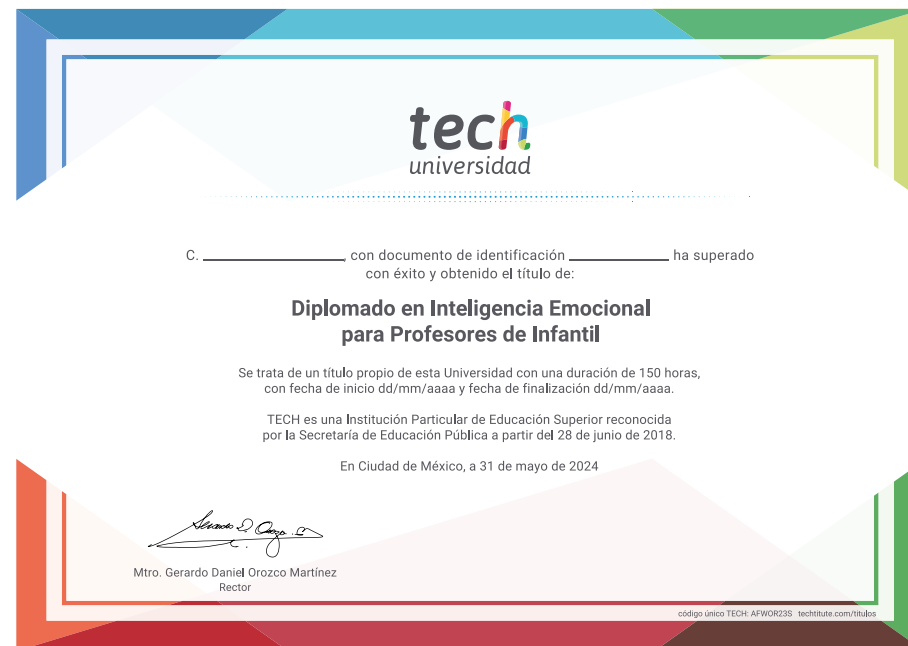 tech
universidad
C. ____________, con documento de identificación ____________ ha superado
con éxito y obtenido el título de:
Diplomado en Inteligencia Emocional
para Profesores de Infantil
Se trata de un título propio de esta Universidad con una duración de 150 horas,
con fecha de inicio dd/mm/aaaa y fecha de finalización dd/mm/aaaa.
TECH es una Institución Particular de Educación Superior reconocida
por la Secretaría de Educación Pública a partir del 28 de junio de 2018.
En Ciudad de México, a 31 de mayo de 2024
Mtro. Gerardo Daniel Orozco Martínez
Rector
código único TECH: AFWOR23S techtitute.com/titulos